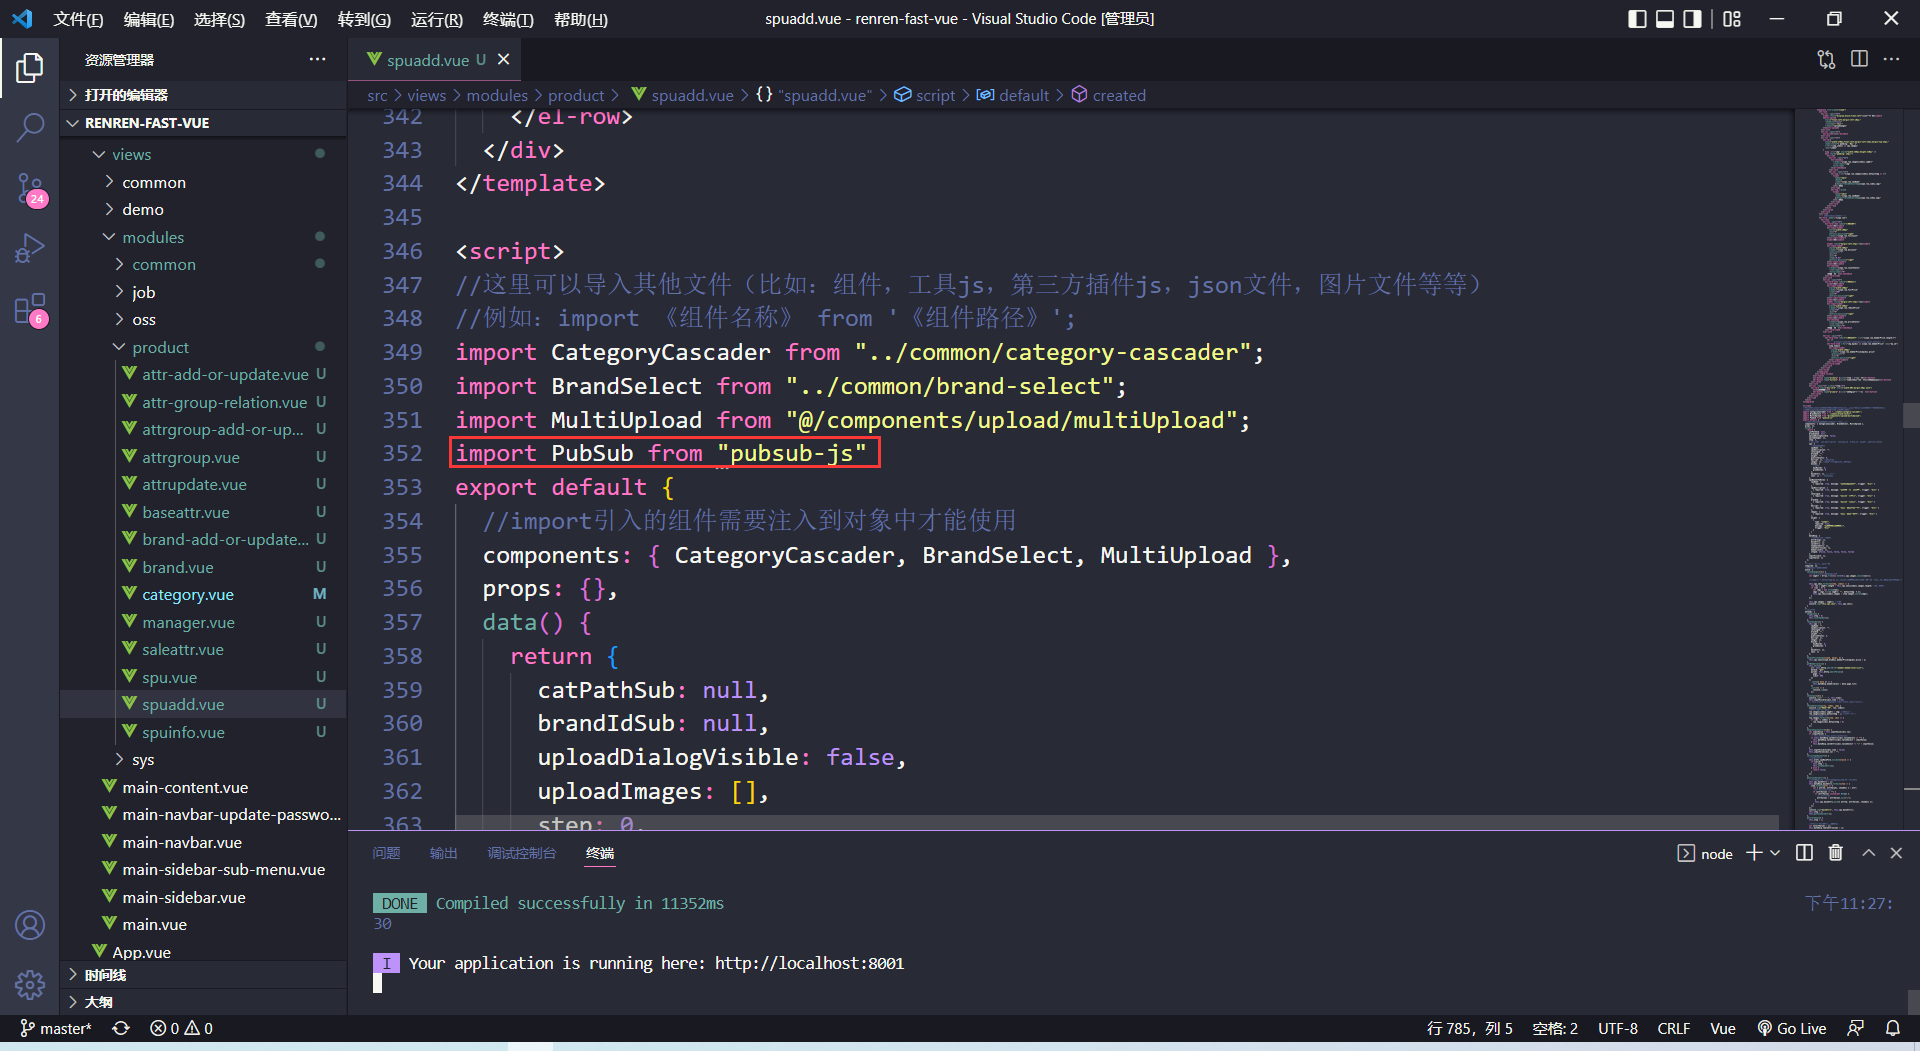 文件(F) 编辑(E) 选择(S) 查看(V) 转到(G) 运行(R) 终端(T) 帮助(H) spuadd.vue - renren-fast-vue - Visual Studio Code [管理员]
资源管理器
spuadd.vue U
打开的编辑器
src > views > modules > product > spuadd.vue > {} "spuadd.vue" > script > default > created
RENREN-FAST-VUE
views
common
demo
modules
common
job
oss
product
attr-add-or-update.vue U
attr-group-relation.vue U
attrgroup-add-or-up... U
attrgroup.vue U
attrupdate.vue U
baseattr.vue U
brand-add-or-update... U
brand.vue U
category.vue M
manager.vue U
saleattr.vue U
spu.vue U
spuadd.vue U
spuinfo.vue U
sys
main-content.vue
main-navbar-update-passwo...
main-navbar.vue
main-sidebar-sub-menu.vue
main-sidebar.vue
main.vue
App.vue
时间线
大纲
24
6
342 </el-row>
343 </div>
344 </template>
345
346 <script>
347 //这里可以导入其他文件（比如：组件，工具js，第三方插件js，json文件，图片文件等等）
348 //例如：import 《组件名称》 from '《组件路径》';
349 import CategoryCascader from "../common/category-cascader";
350 import BrandSelect from "../common/brand-select";
351 import MultiUpload from "@/components/upload/multiUpload";
352 import PubSub from "pubsub-js"
353 export default {
354 //import引入的组件需要注入到对象中才能使用
355 components: { CategoryCascader, BrandSelect, MultiUpload },
356 props: {},
357 data() {
358 return {
359 catPathSub: null,
360 brandIdSub: null,
361 uploadDialogVisible: false,
362 uploadImages: [],
363 step: 0,
问题 输出 调试控制台 终端
node
DONE Compiled successfully in 11352ms 下午11:27:
30
I Your application is running here: http://localhost:8001
master* 0 0 行 785，列 5 空格: 2 UTF-8 CRLF Vue Go Live